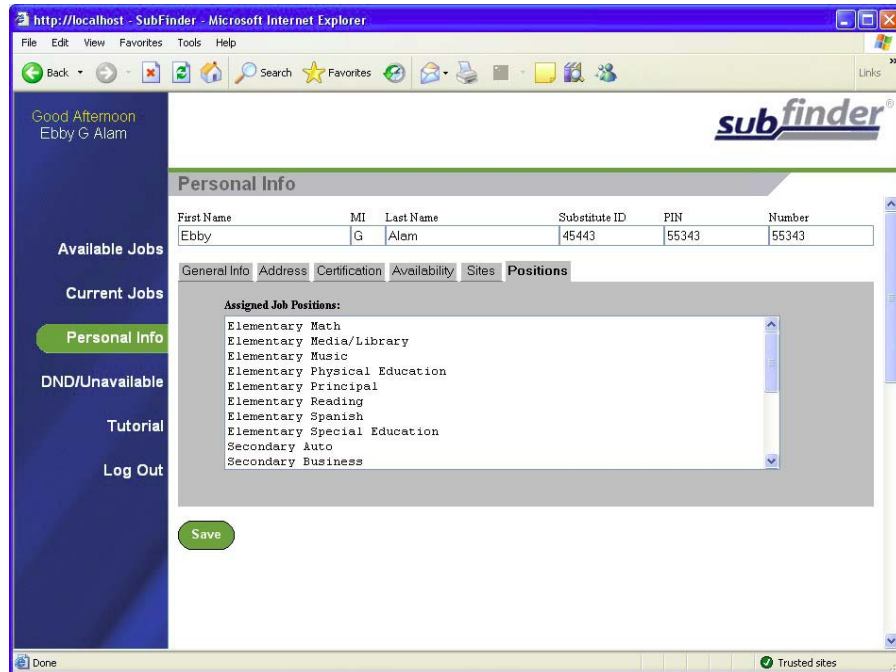 http://localhost - SubFinder - Microsoft Internet Explorer
File Edit View Favorites Tools Help
Back Search Favorites Links »
Good Afternoon
Ebby G Alam
subfinder®
Personal Info
First Name MI Last Name Substitute ID PIN Number
Ebby G Alam 45443 55343 55343
Available Jobs
General Info Address Certification Availability Sites Positions
Current Jobs
Assigned Job Positions:
Elementary Math
Personal Info
Elementary Media/Library
Elementary Music
Elementary Physical Education
DND/Unavailable
Elementary Principal
Elementary Reading
Elementary Spanish
Tutorial
Elementary Special Education
Secondary Auto
Secondary Business
Log Out
Save
Done Trusted sites